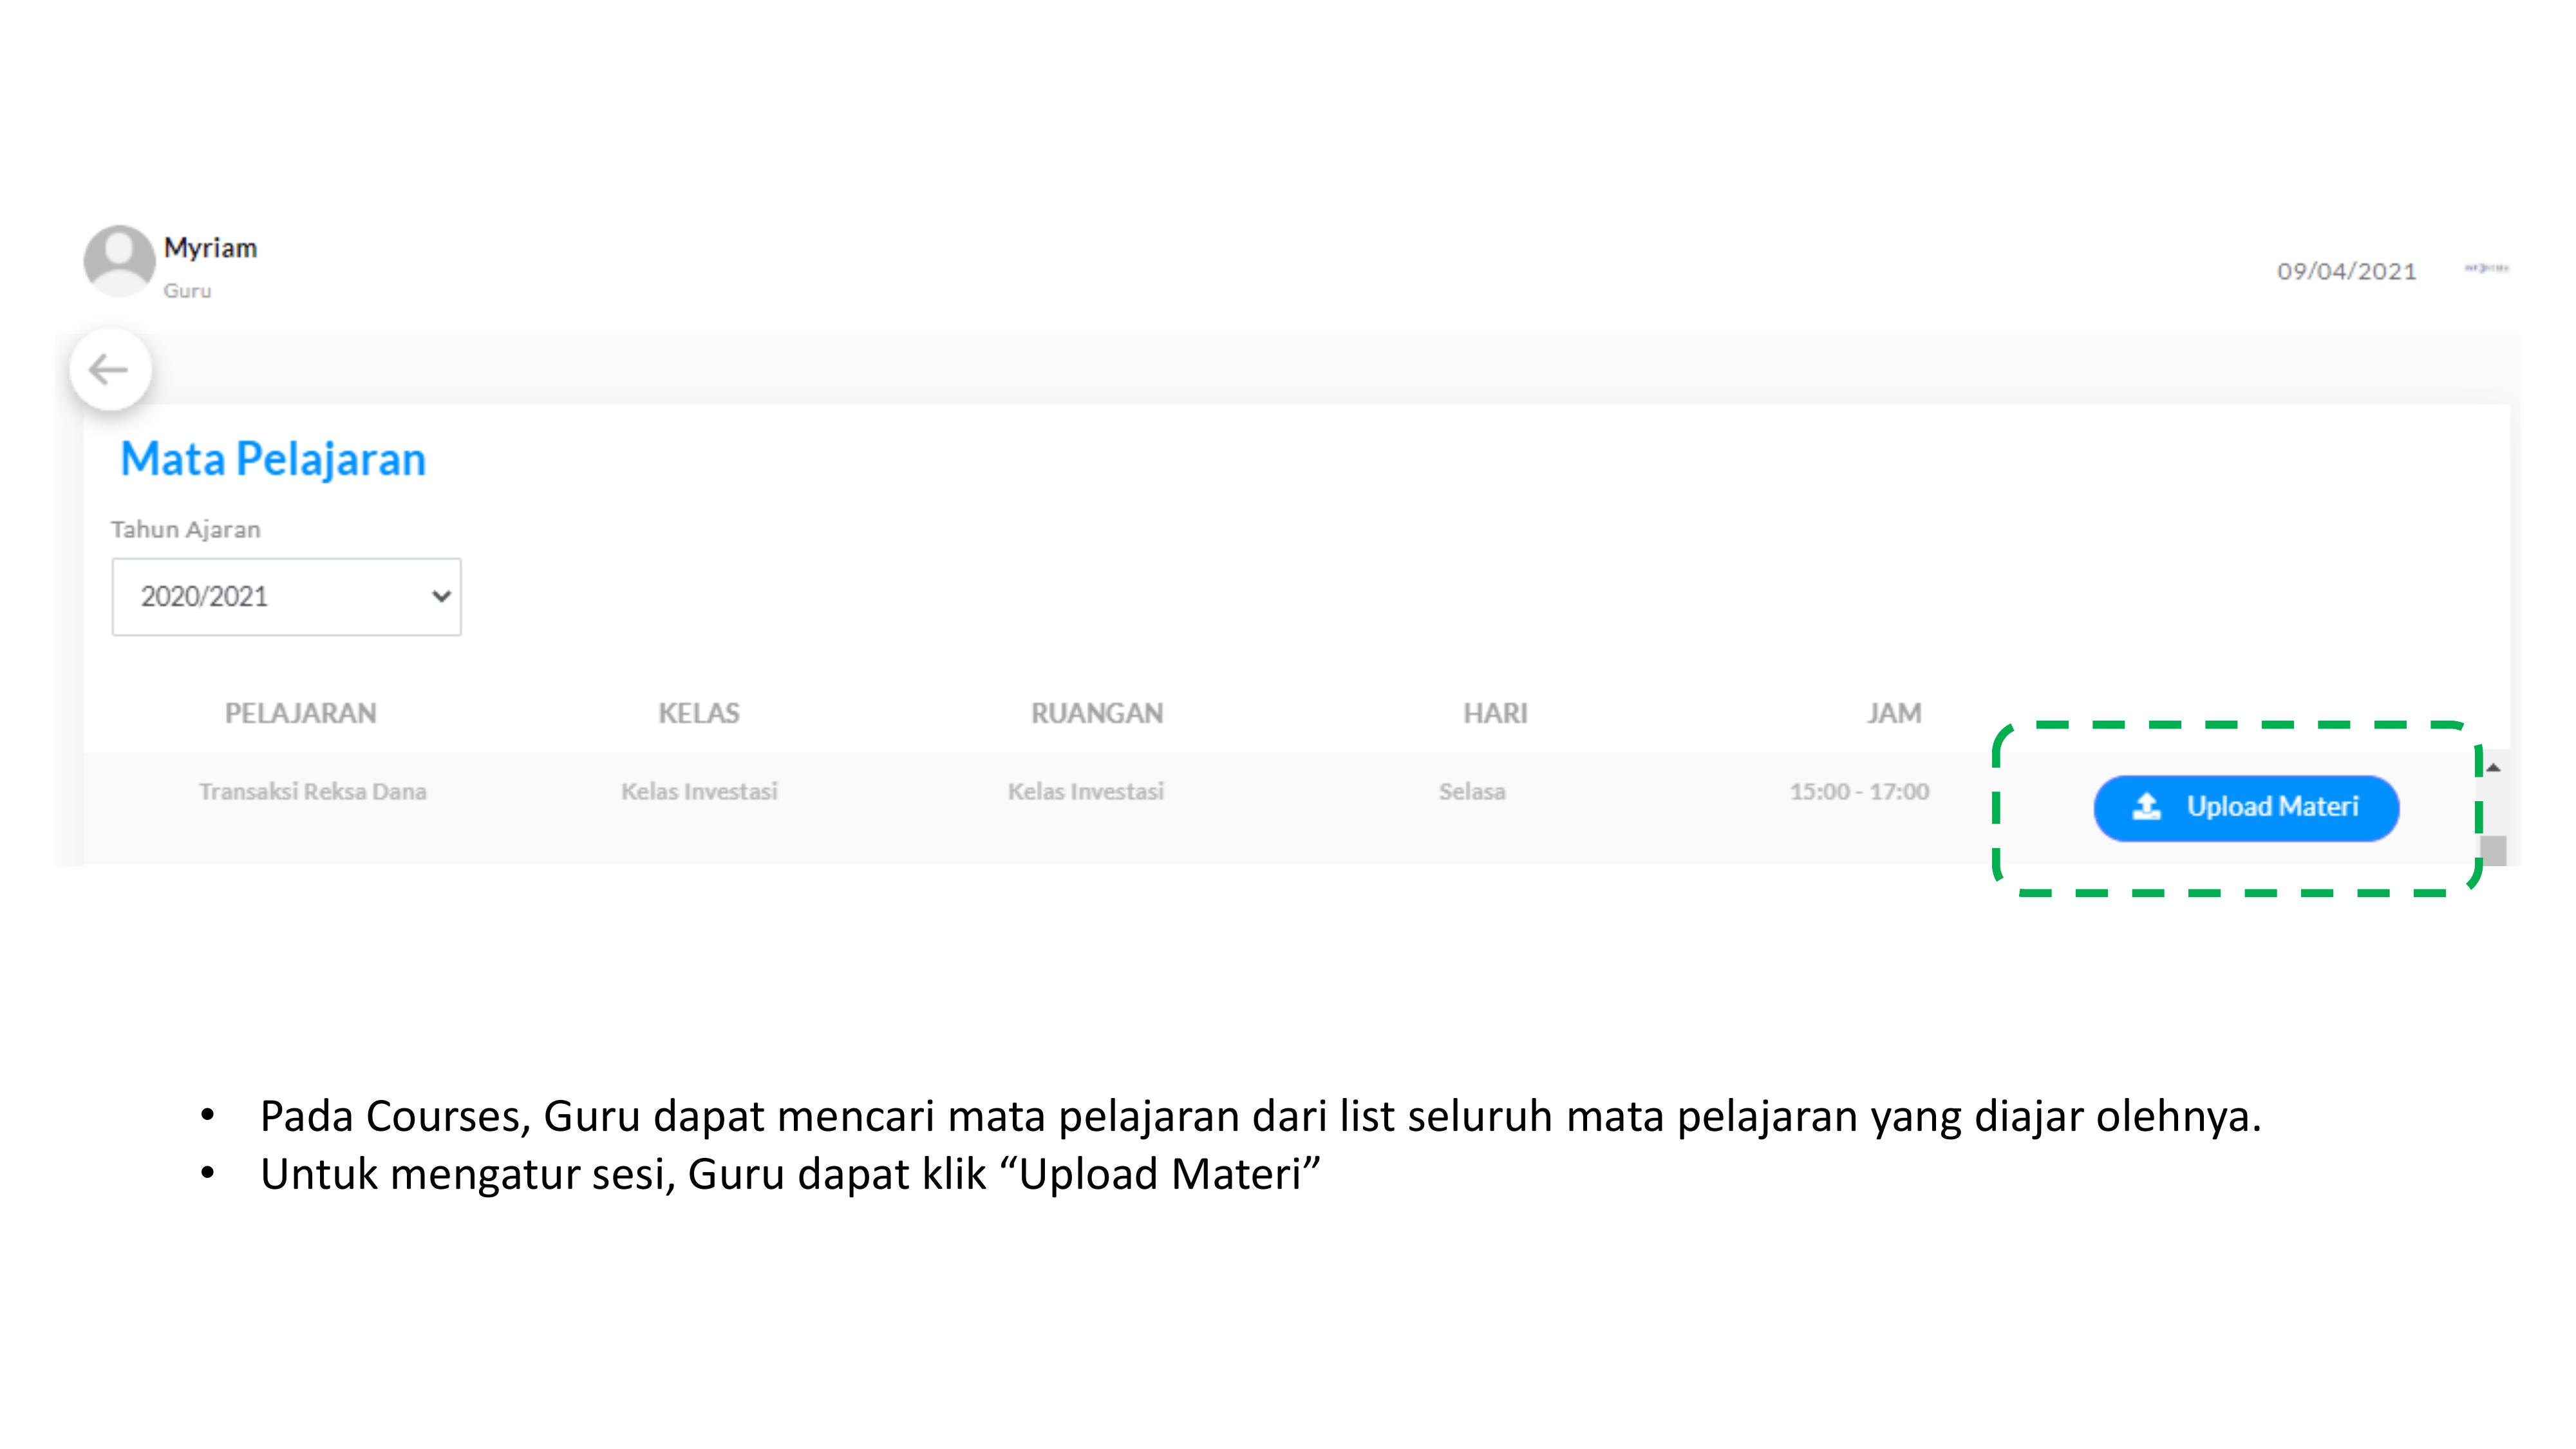 Myriam
Guru
09/04/2021
Mata Pelajaran
Tahun Ajaran
2020/2021
PELAJARAN KELAS RUANGAN HARI JAM
Transaksi Reksa Dana Kelas Investasi Kelas Investasi Selasa 15:00 - 17:00 Upload Materi
• Pada Courses, Guru dapat mencari mata pelajaran dari list seluruh mata pelajaran yang diajar olehnya.
• Untuk mengatur sesi, Guru dapat klik “Upload Materi”